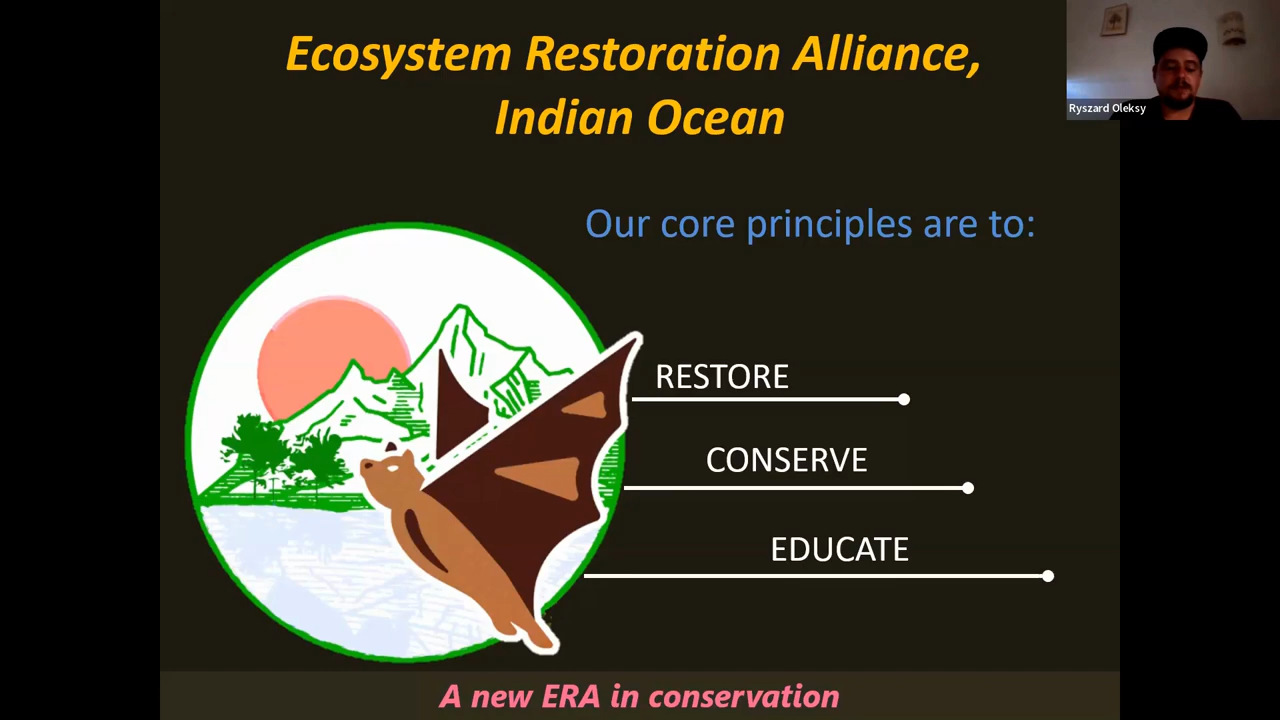 Ecosystem Restoration Alliance,
Indian Ocean
Ryszard Oleksy
Our core principles are to:
RESTORE
CONSERVE
EDUCATE
A new ERA in conservation